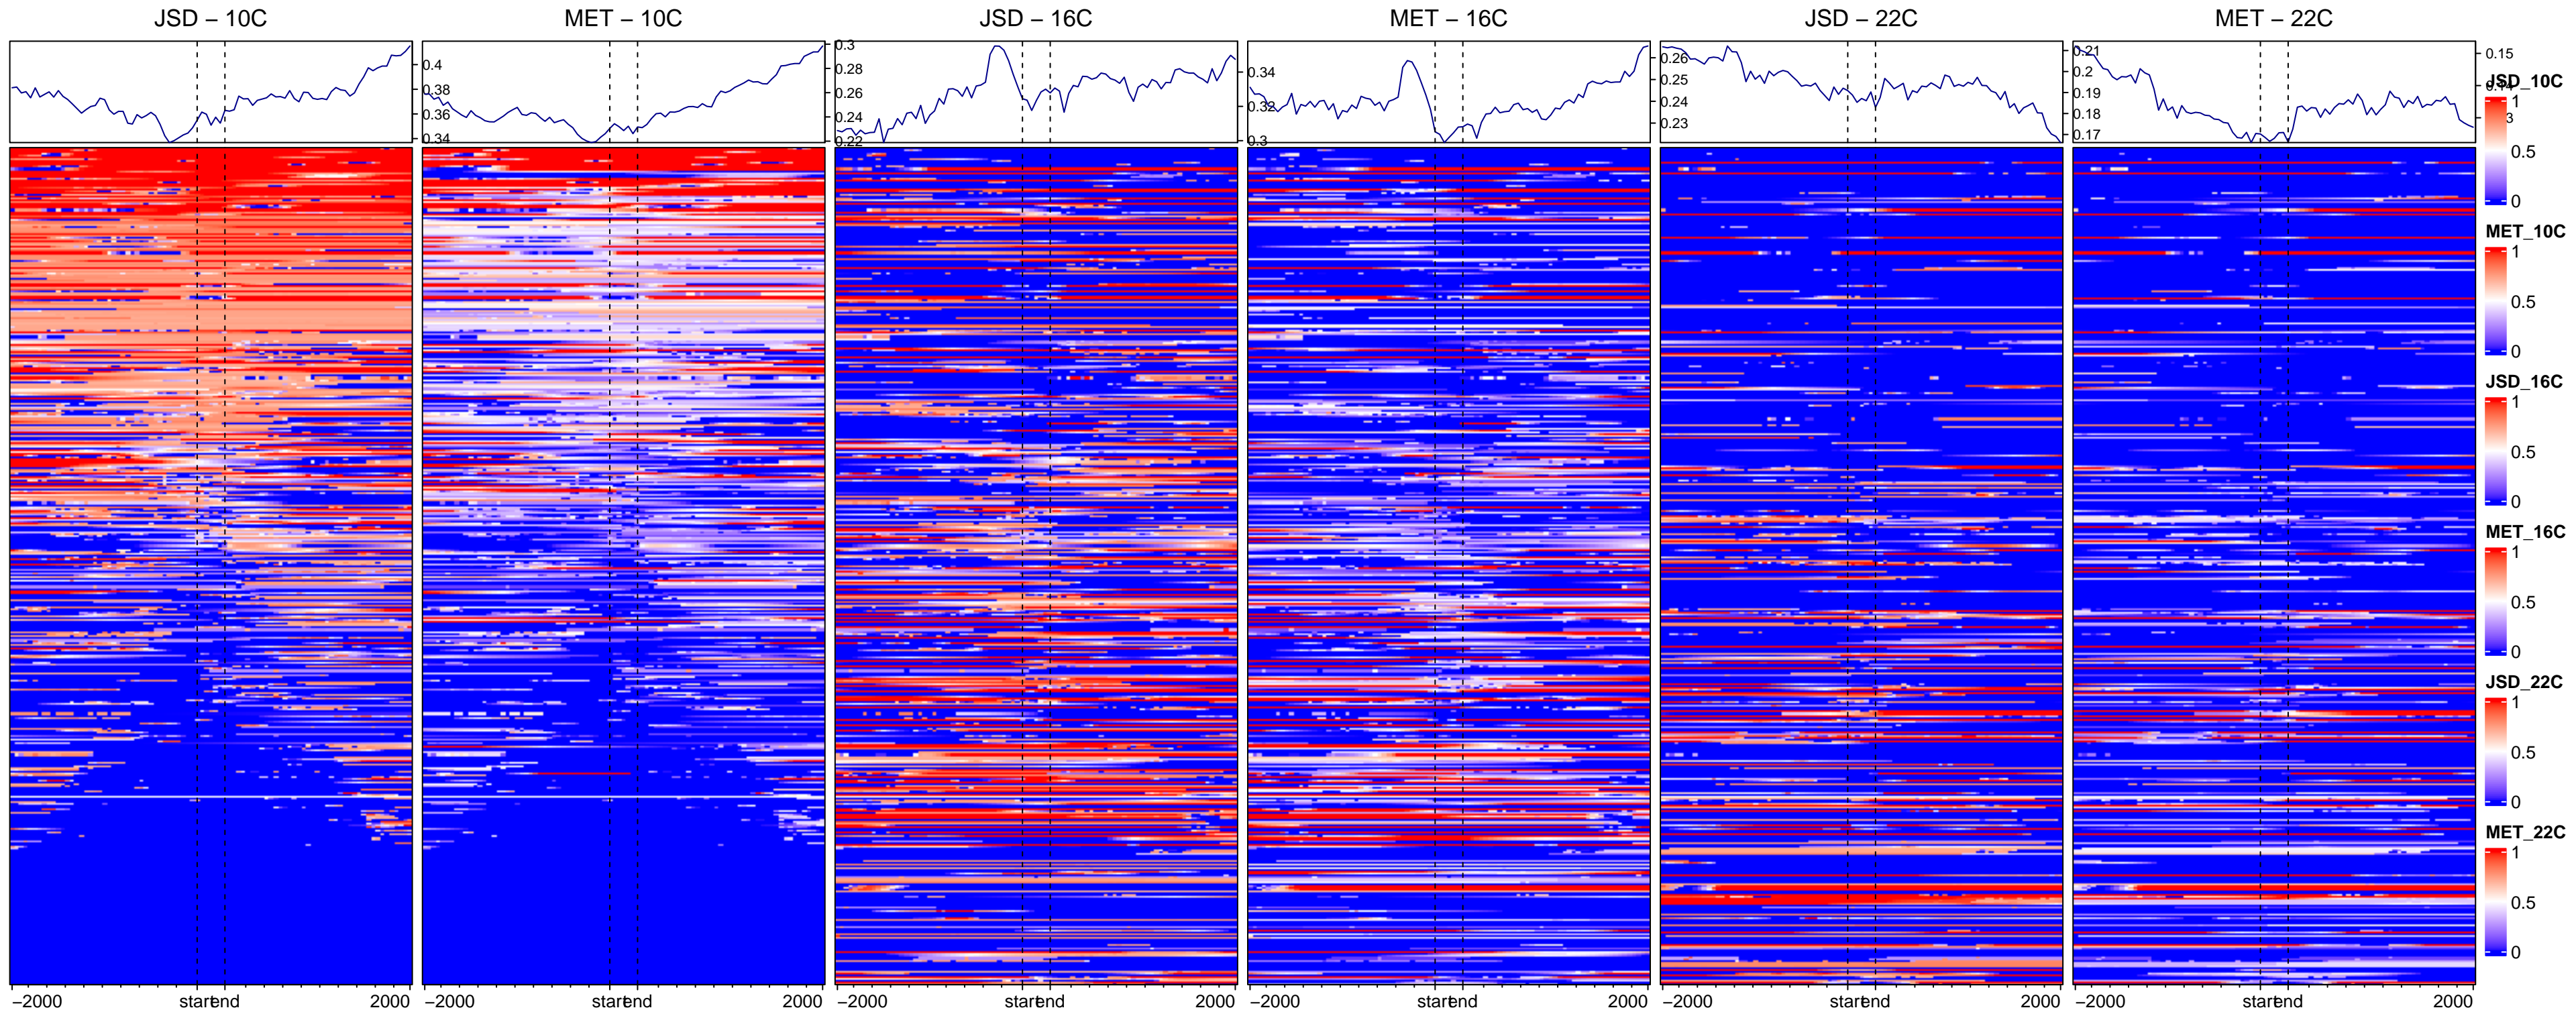 JSD – 10C
MET – 10C
JSD – 16C
MET – 16C
JSD – 22C
MET – 22C
0.4
0.38
0.36
0.34
0.3
0.28
0.26
0.24
0.22
0.34
0.32
0.3
0.26
0.25
0.24
0.23
0.21
0.2
0.19
0.18
0.17
0.15
JSD_10C
1
3
0.5
0
MET_10C
1
0.5
0
JSD_16C
1
0.5
0
MET_16C
1
0.5
0
JSD_22C
1
0.5
0
MET_22C
1
0.5
0
−2000 start end 2000
−2000 start end 2000
−2000 start end 2000
−2000 start end 2000
−2000 start end 2000
−2000 start end 2000